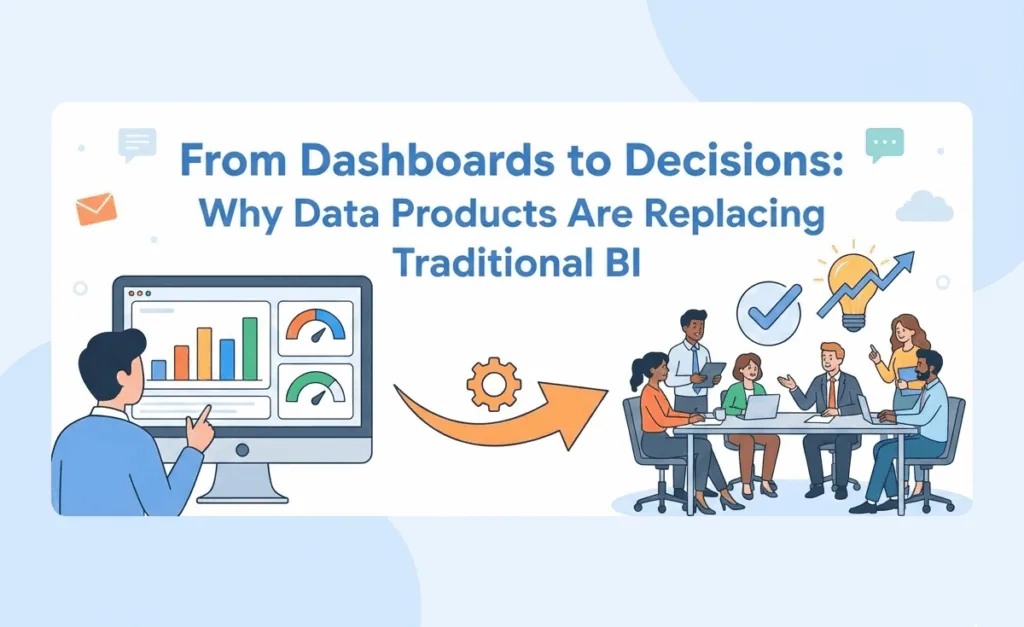 From Dashboards to Decisions:
Why Data Products Are Replacing
Traditional BI